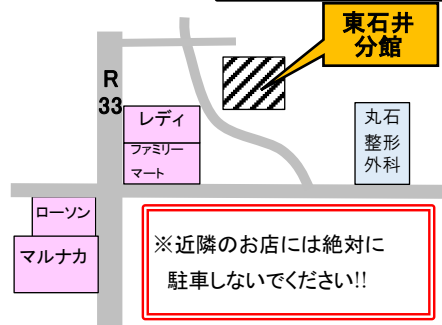 東石井
分館
R
33
レディ
ファミリー
マート
丸石
整形
外科
ローソン
マルナカ
※近隣のお店には絶対に
駐車しないでください!!